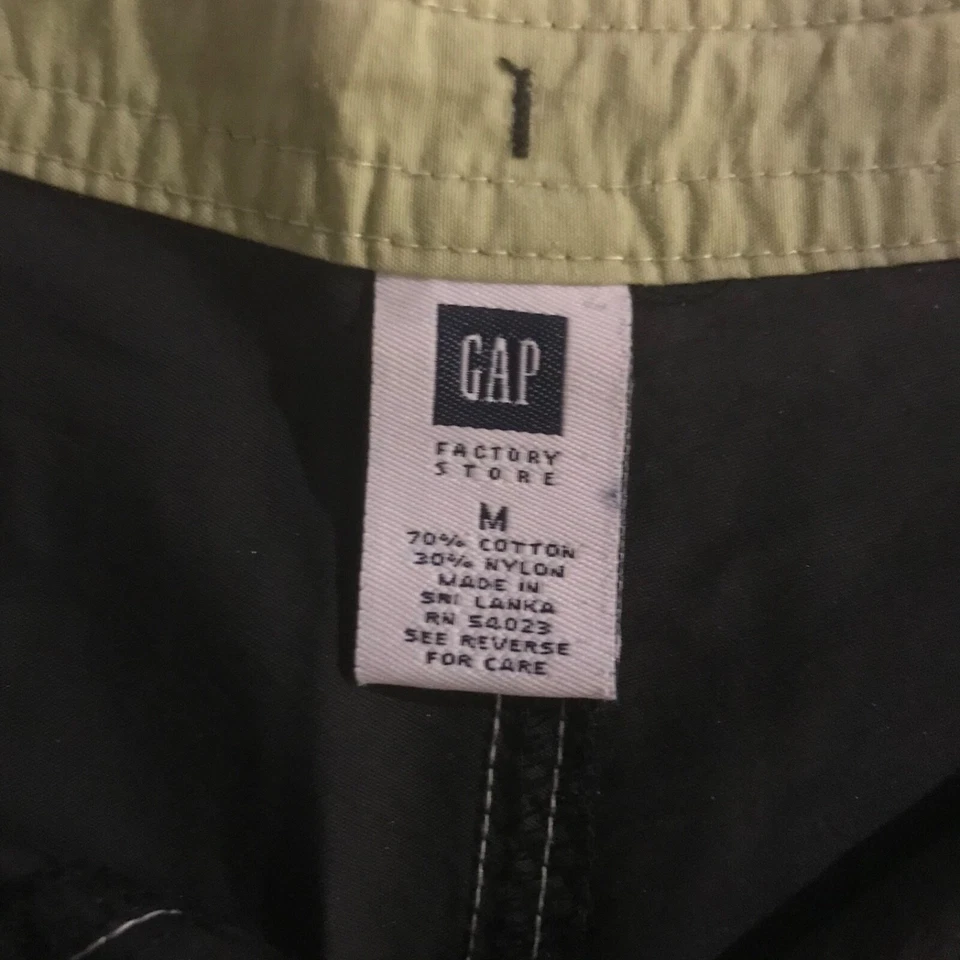 GAP
FACTORY
STORE
M
70% COTTON
30% NYLON
MADE IN
SRI LANKA
RN 54023
SEE REVERSE
FOR CARE